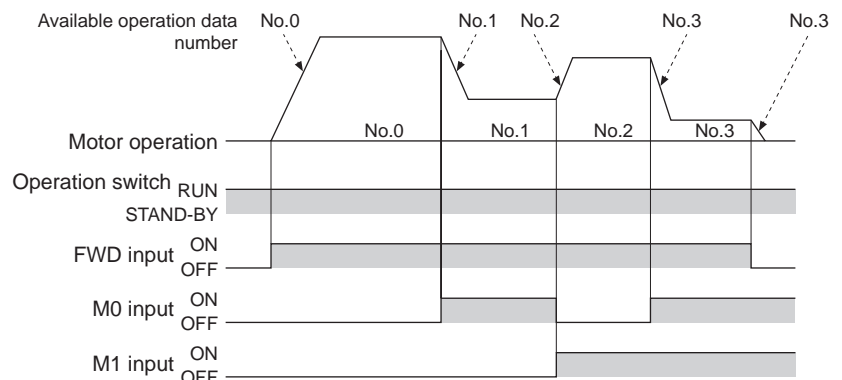 Available operation data
number
No.0
No.1
No.2
No.3
No.3
Motor operation
No.0
No.1
No.2
No.3
Operation switch
RUN
STAND-BY
FWD input
ON
OFF
M0 input
ON
OFF
M1 input
ON
OFF